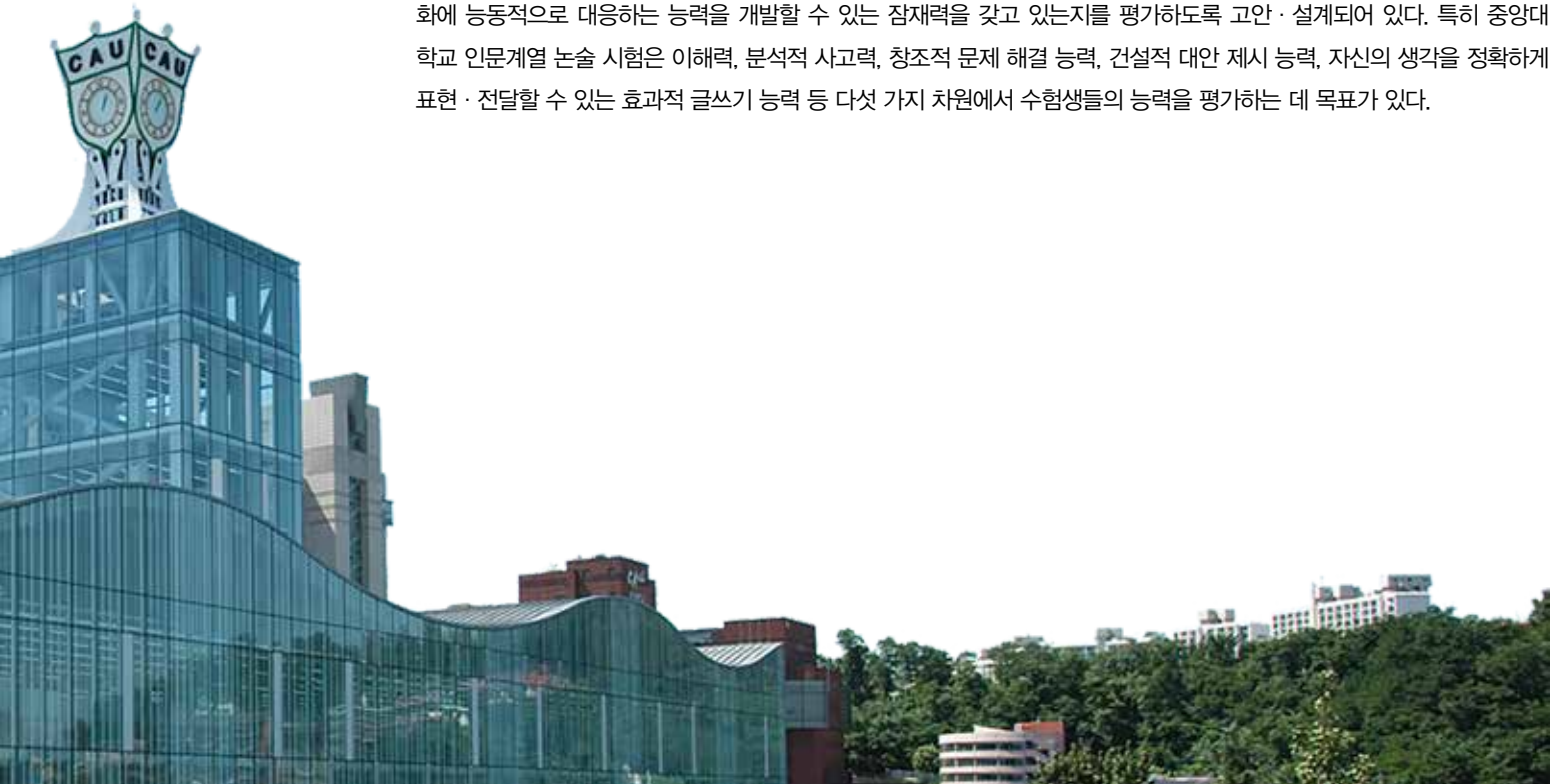 화에 능동적으로 대응하는 능력을 개발할 수 있는 잠재력을 갖고 있는지를 평가하도록 고안 · 설계되어 있다. 특히 중앙대
학교 인문계열 논술 시험은 이해력, 분석적 사고력, 창조적 문제 해결 능력, 건설적 대안 제시 능력, 자신의 생각을 정확하게
표현 · 전달할 수 있는 효과적 글쓰기 능력 등 다섯 가지 차원에서 수험생들의 능력을 평가하는 데 목표가 있다.
CAU CAU
CAU